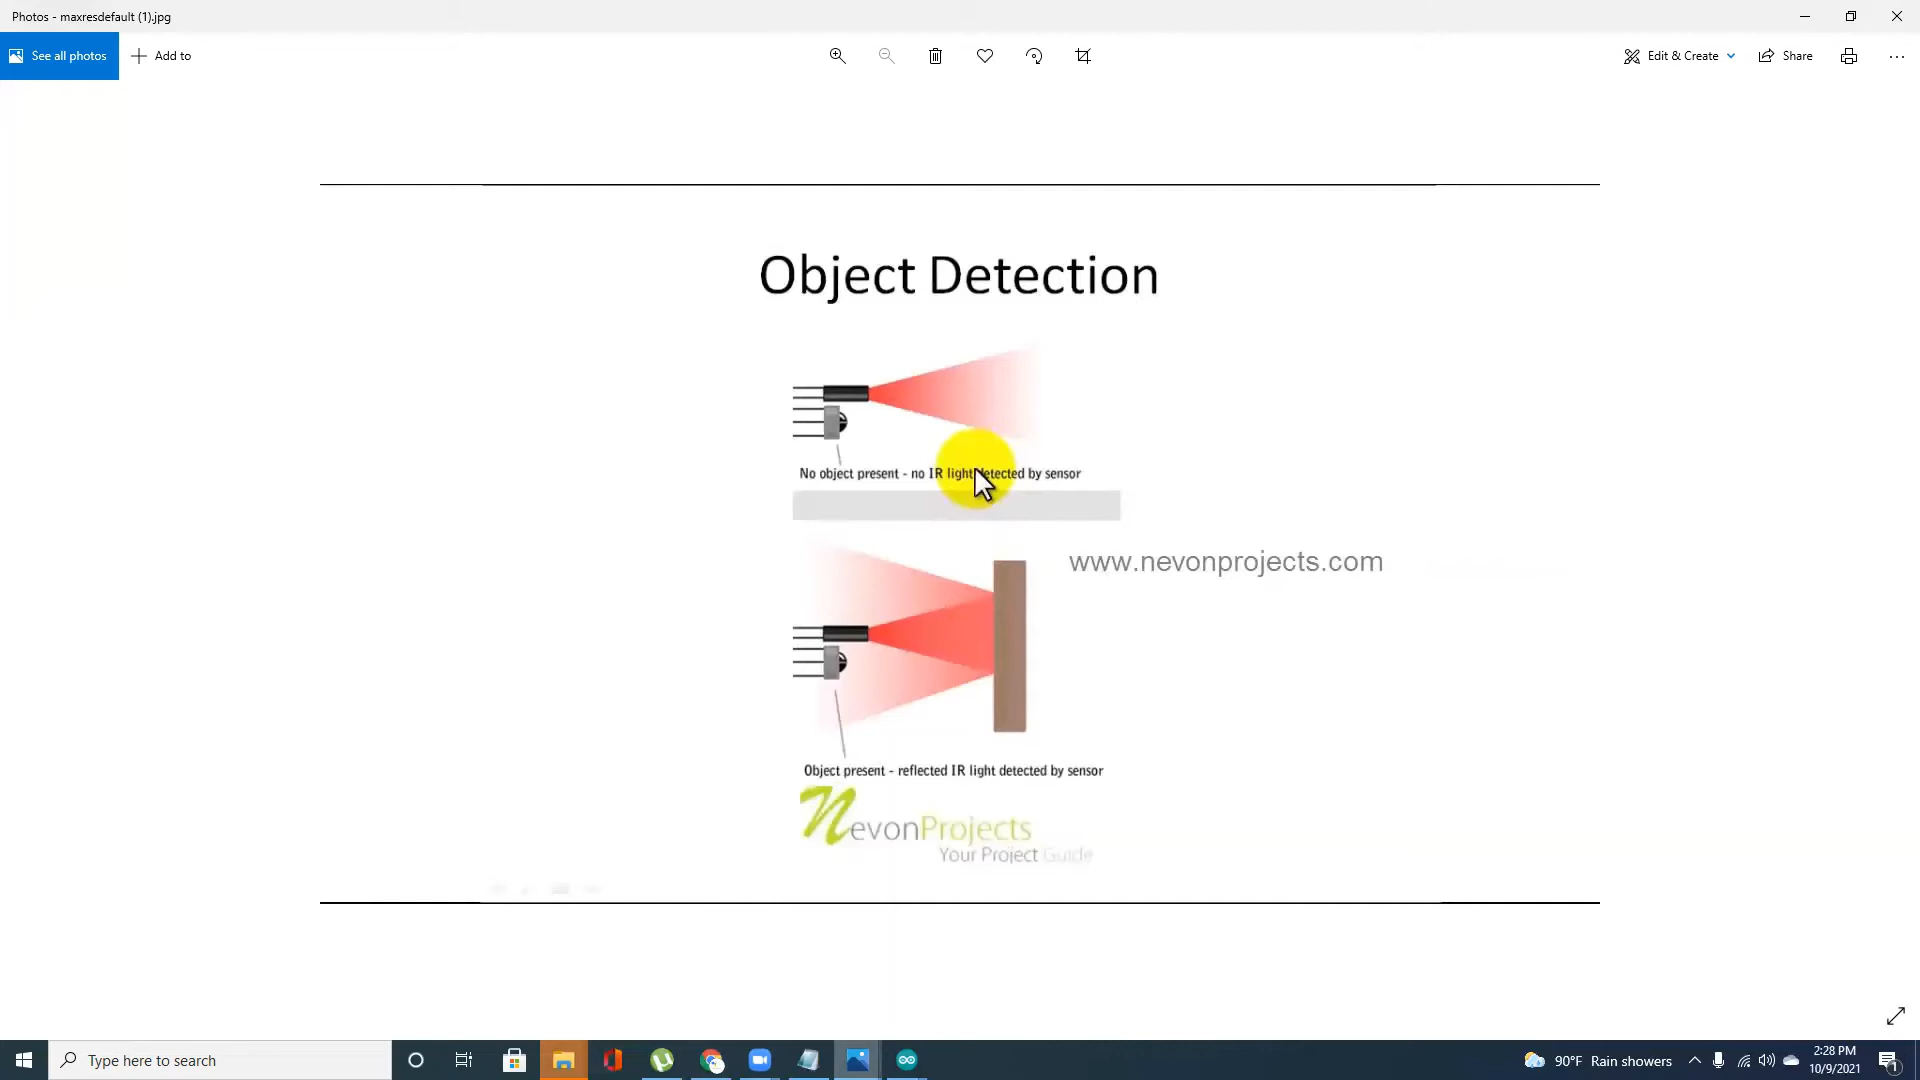 Photos - maxresdefault (1).jpg
See all photos
Add to
Edit & Create
Share
Object Detection
No object present - no IR light detected by sensor
www.nevonprojects.com
Object present - reflected IR light detected by sensor
NevonProjects
Your Project Guide
Type here to search
90°F Rain showers
2:28 PM
10/9/2021
1